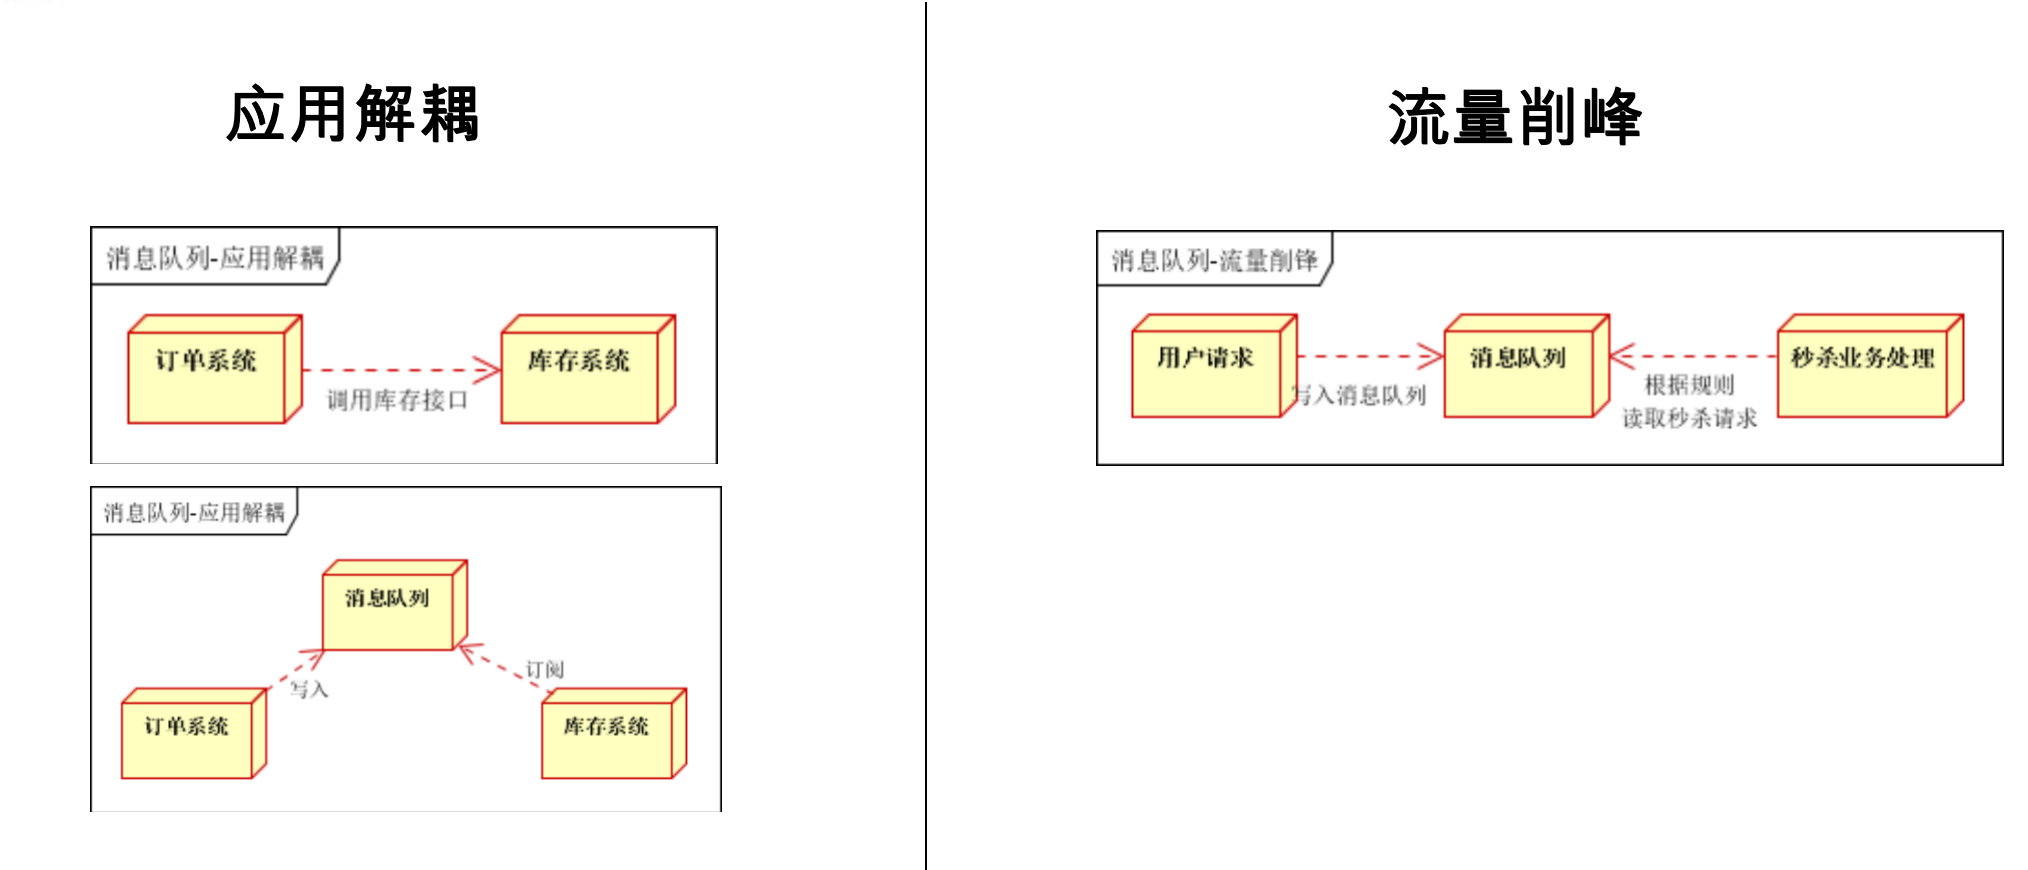 应用解耦
消息队列-应用解耦
订单系统
库存系统
调用库存接口
消息队列-应用解耦
消息队列
写入
订阅
订单系统
库存系统
流量削峰
消息队列-流量削锋
用户请求
消息队列
秒杀业务处理
写入消息队列
根据规则
读取秒杀请求